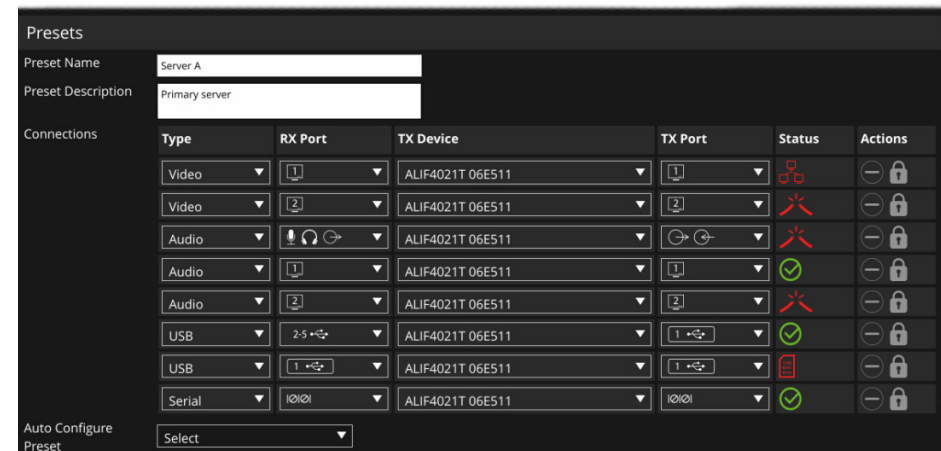 Presets
Preset Name Server A
Preset Description Primary server
Connections Type RX Port TX Device TX Port Status Actions
Video 1 ALIF4021T 06E511 1
Video 2 ALIF4021T 06E511 2
Audio ALIF4021T 06E511
Audio 1 ALIF4021T 06E511 1
Audio 2 ALIF4021T 06E511 2
USB 2-5 ALIF4021T 06E511 1
USB 1 ALIF4021T 06E511 1
Serial IOIOI ALIF4021T 06E511 IOIOI
Auto Configure
Preset Select